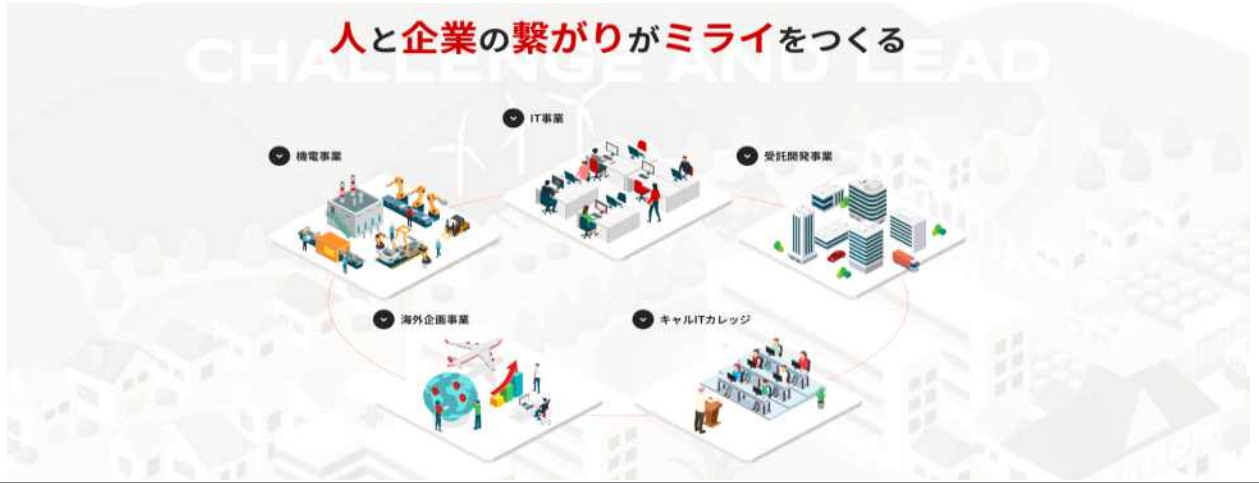 人と企業の繋がりがミライをつくる
CHALLENGE AND LEAD
IT事業
機電事業
受託開発事業
海外企画事業
キャルITカレッジ